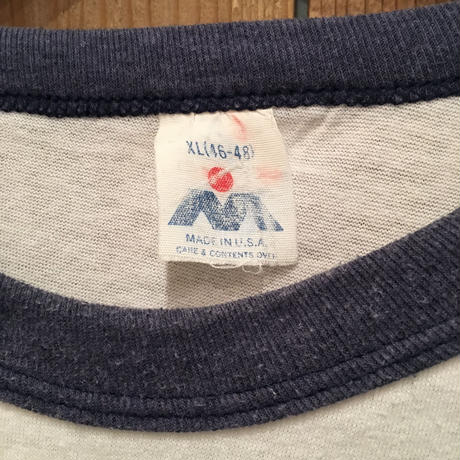 XL(46-48)
MADE IN U.S.A.
CARE & CONTENTS OVER